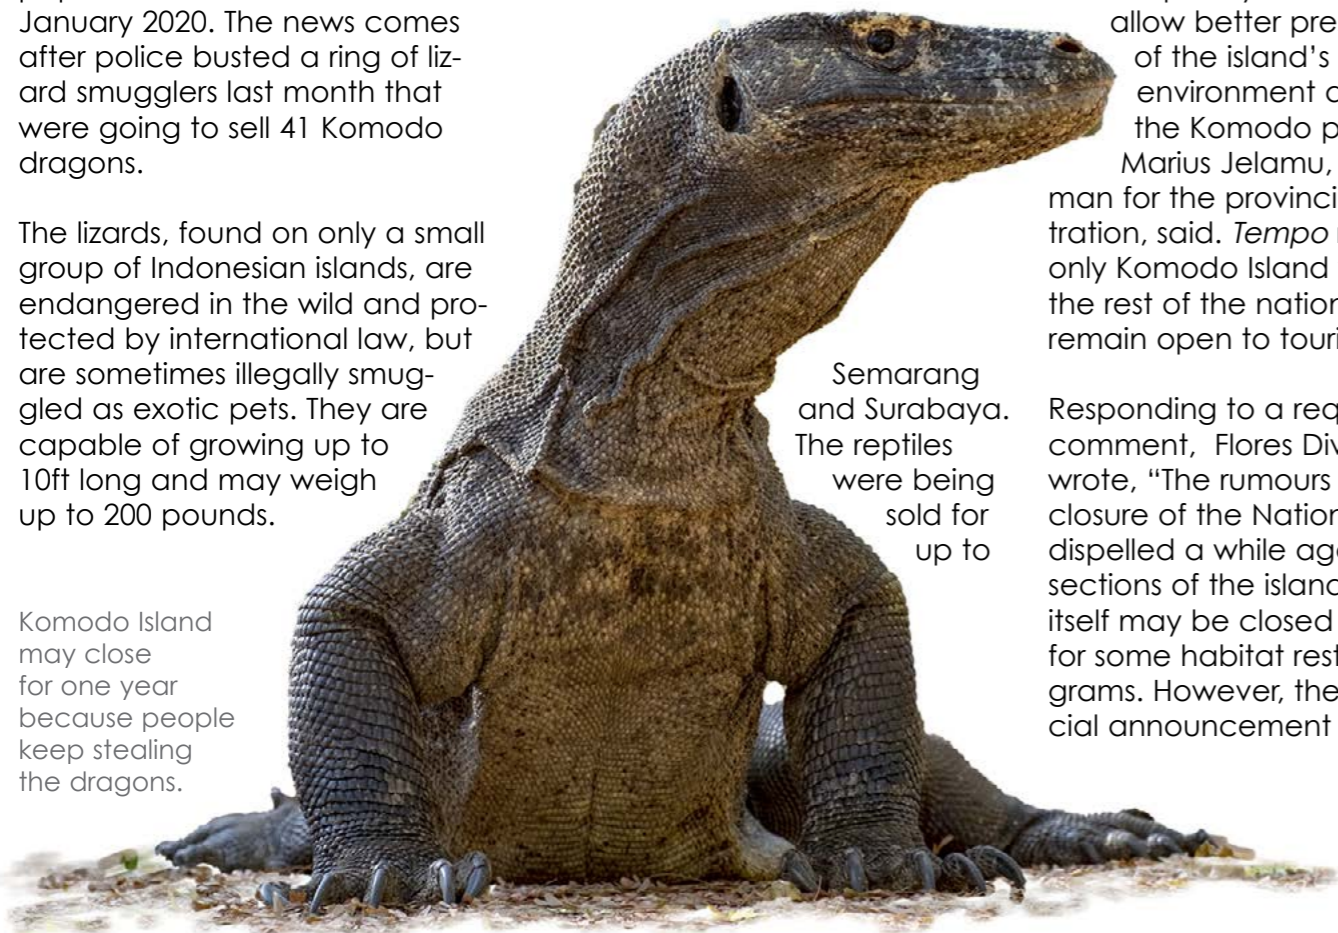 January 2020. The news comes
after police busted a ring of liz-
ard smugglers last month that
were going to sell 41 Komodo
dragons.
The lizards, found on only a small
group of Indonesian islands, are
endangered in the wild and pro-
tected by international law, but
are sometimes illegally smug-
gled as exotic pets. They are
capable of growing up to
10ft long and may weigh
up to 200 pounds.
Komodo Island
may close
for one year
because people
keep stealing
the dragons.
Semarang
and Surabaya.
The reptiles
were being
sold for
up to
allow better pre
of the island's
environment
the Komodo p
Marius Jelamu,
man for the provinci
tration, said. Tempo
only Komodo Island
the rest of the nation
remain open to touri
Responding to a req
comment, Flores Div
wrote, “The rumours
closure of the Nation
dispelled a while ago
sections of the island
itself may be closed
for some habitat rest
grams. However, the
cial announcement